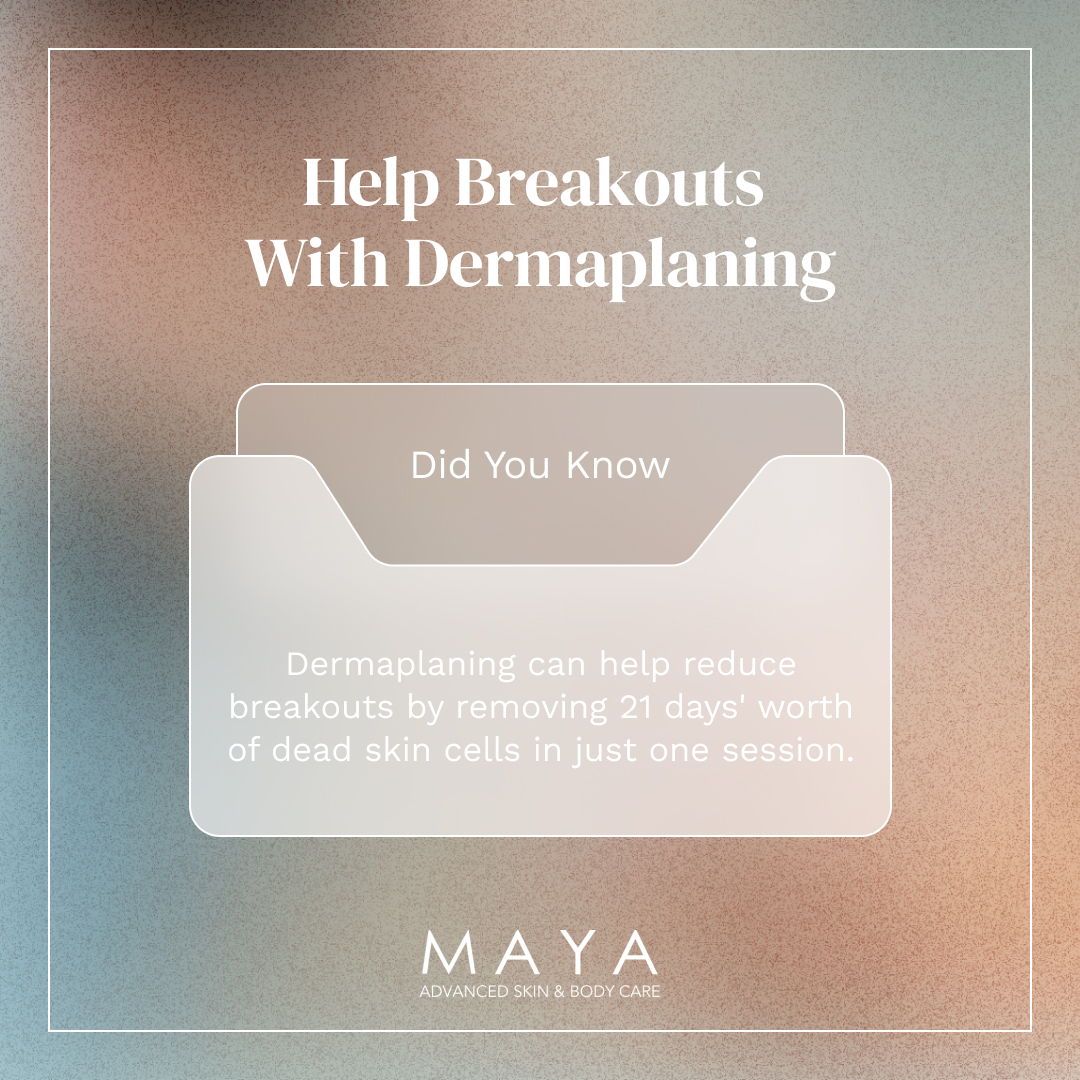 Help Breakouts
With Dermaplaning
Did You Know
Dermaplaning can help reduce
breakouts by removing 21 days' worth
of dead skin cells in just one session.
MAYA
ADVANCED SKIN & BODY CARE